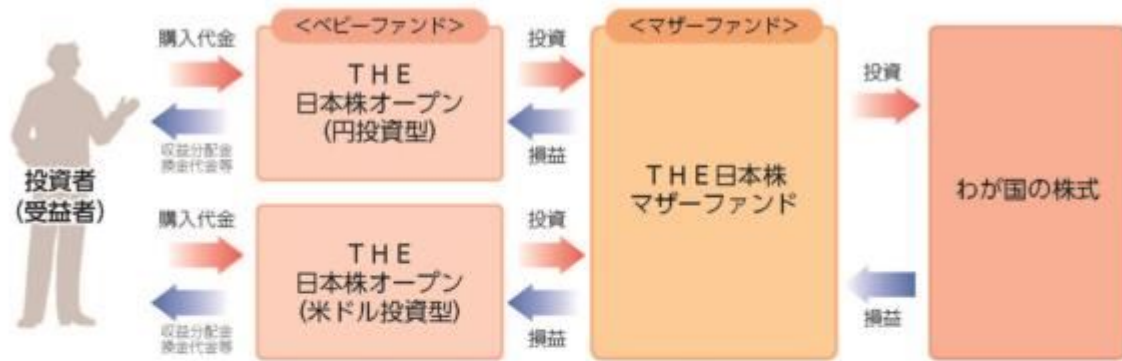 <ベビーファンド>
<マザーファンド>
購入代金
収益分配金
換金代金等
THE
日本株オープン
(円投資型)
投資
損益
投資者
(受益者)
購入代金
収益分配金
換金代金等
THE
日本株オープン
(米ドル投資型)
投資
損益
THE日本株
マザーファンド
投資
損益
わが国の株式